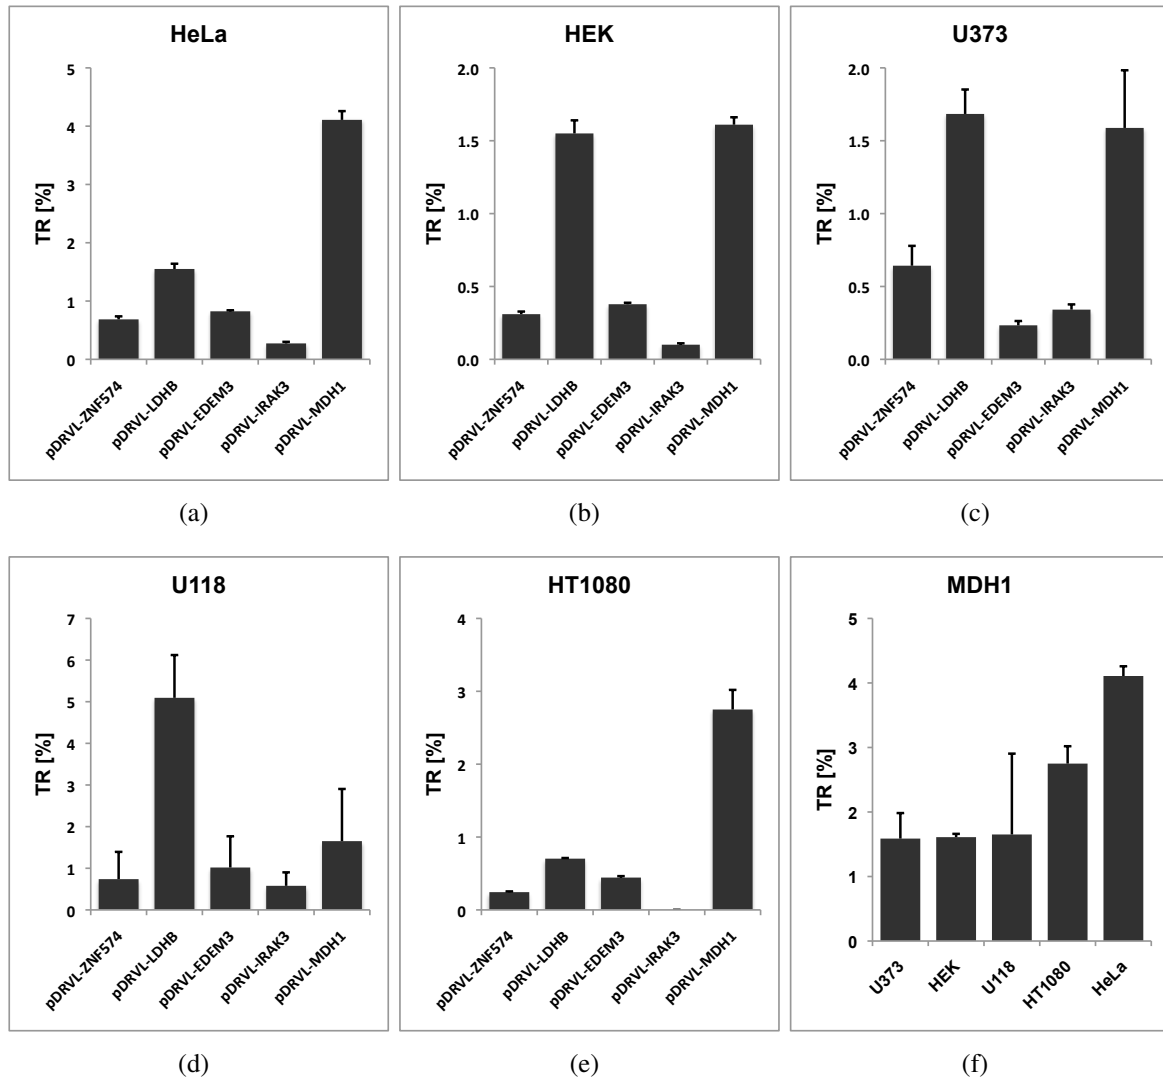 HeLa
TR [%]
5
4
3
2
1
0
pDRVL-ZNF574
pDRVL-LDHB
pDRVL-EDEM3
pDRVL-IRAK3
pDRVL-MDH1
(a)
HEK
TR [%]
2.0
1.5
1.0
0.5
0.0
pDRVL-ZNF574
pDRVL-LDHB
pDRVL-EDEM3
pDRVL-IRAK3
pDRVL-MDH1
(b)
U373
TR [%]
2.0
1.5
1.0
0.5
0.0
pDRVL-ZNF574
pDRVL-LDHB
pDRVL-EDEM3
pDRVL-IRAK3
pDRVL-MDH1
(c)
U118
TR [%]
7
6
5
4
3
2
1
0
pDRVL-ZNF574
pDRVL-LDHB
pDRVL-EDEM3
pDRVL-IRAK3
pDRVL-MDH1
(d)
HT1080
TR [%]
4
3
2
1
0
pDRVL-ZNF574
pDRVL-LDHB
pDRVL-EDEM3
pDRVL-IRAK3
pDRVL-MDH1
(e)
MDH1
TR [%]
5
4
3
2
1
0
U373
HEK
U118
HT1080
HeLa
(f)